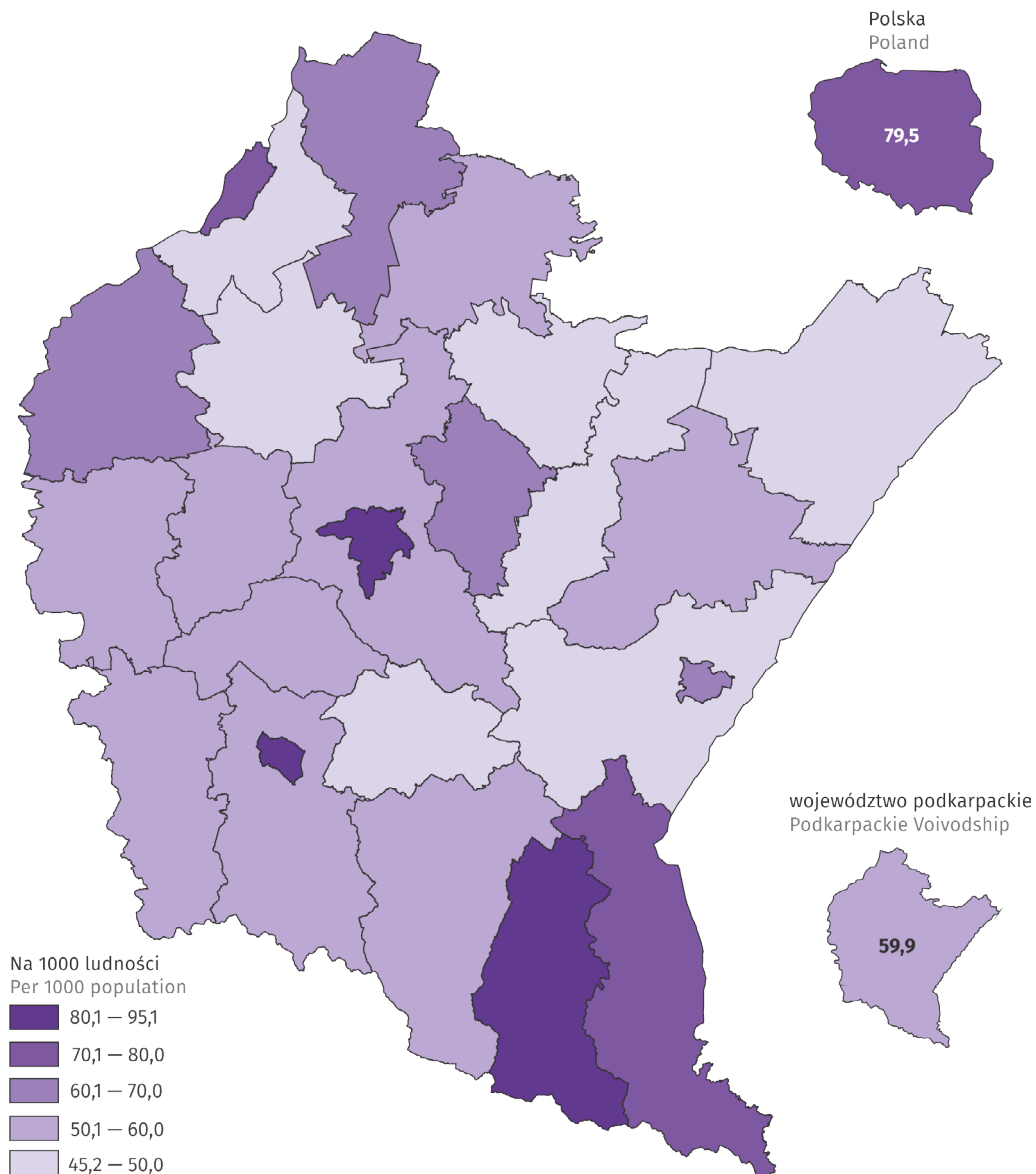 Polska
Poland
79,5
województwo podkarpackie
Podkarpackie Voivodship
59,9
Na 1000 ludności
Per 1000 population
80,1 — 95,1
70,1 — 80,0
60,1 — 70,0
50,1 — 60,0
45,2 — 50,0